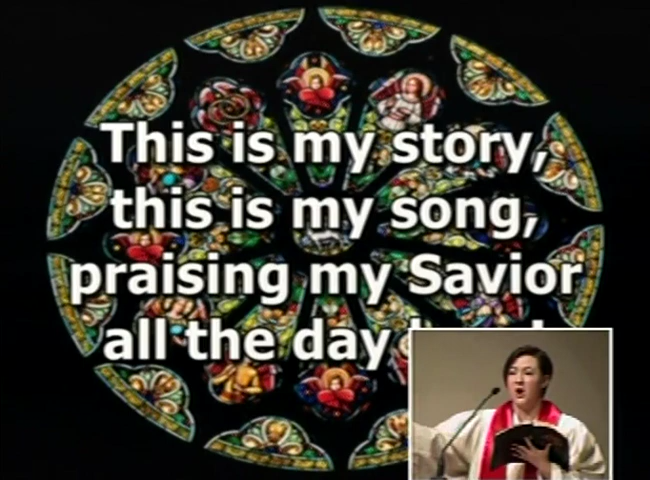 This is my story,
this is my song,
praising my Savior
all the day